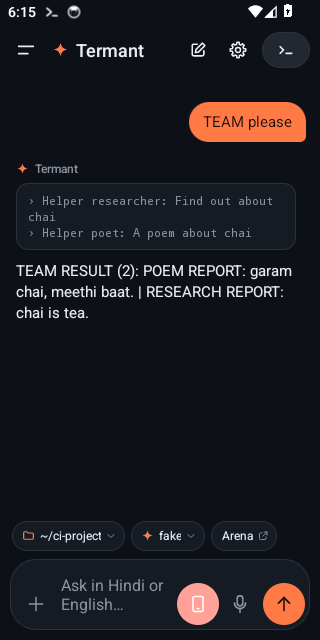 6:15
Termant
TEAM please
Termant
› Helper researcher: Find out about
chai
› Helper poet: A poem about chai
TEAM RESULT (2): POEM REPORT: garam
chai, meethi baat. | RESEARCH REPORT:
chai is tea.
~/ci-project
fake
Arena
Ask in Hindi or
English…